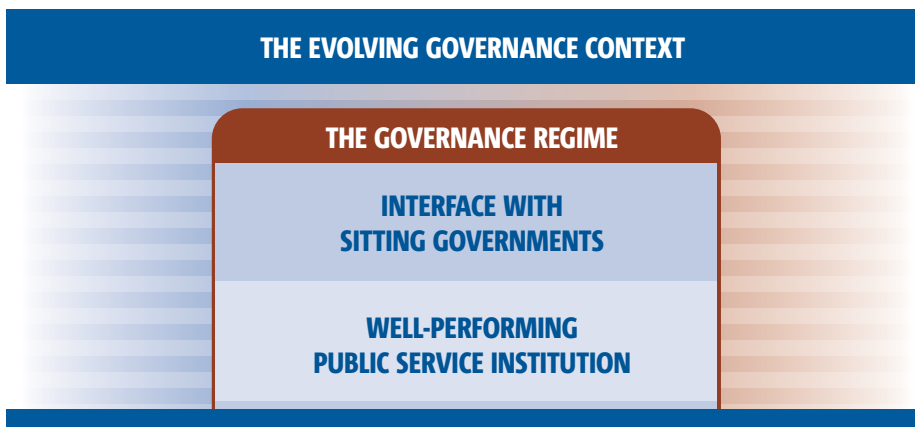 THE EVOLVING GOVERNANCE CONTEXT
THE GOVERNANCE REGIME
INTERFACE WITH
SITTING GOVERNMENTS
WELL-PERFORMING
PUBLIC SERVICE INSTITUTION